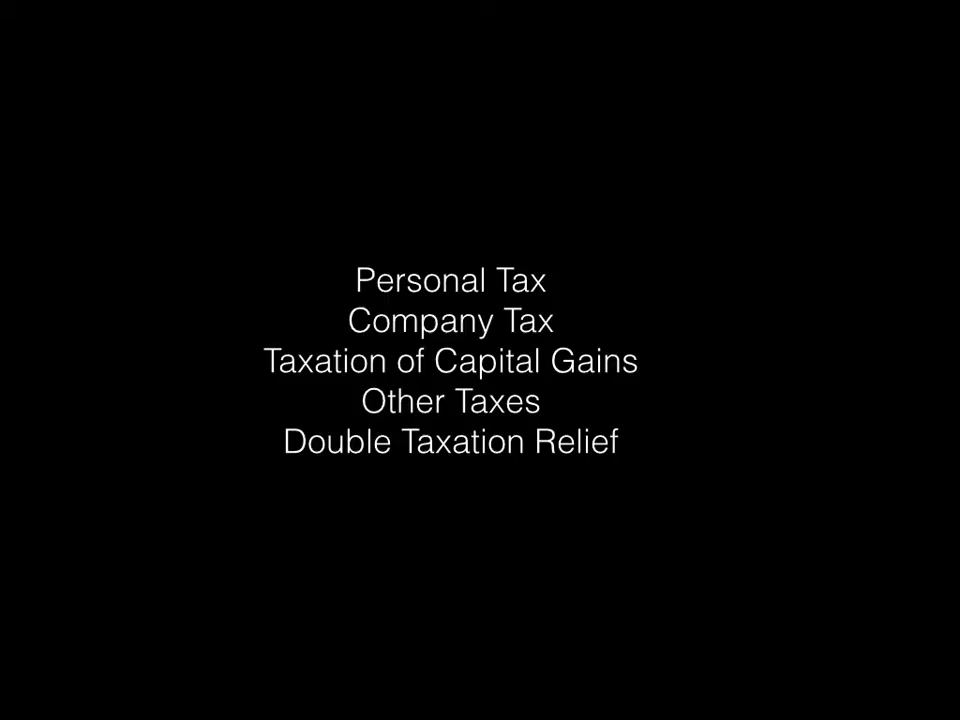 Personal Tax
Company Tax
Taxation of Capital Gains
Other Taxes
Double Taxation Relief